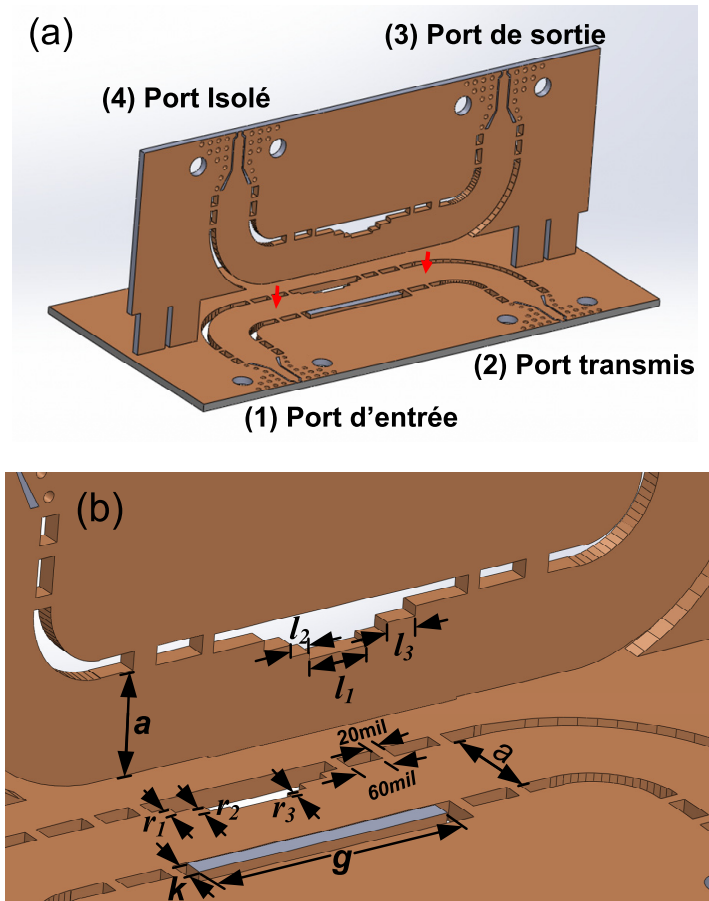 (a)
(3) Port de sortie
(4) Port Isolé
(2) Port transmis
(1) Port d’entrée
(b)
l2
l3
l1
a
20mil
a
60mil
r1
r2
r3
g
k